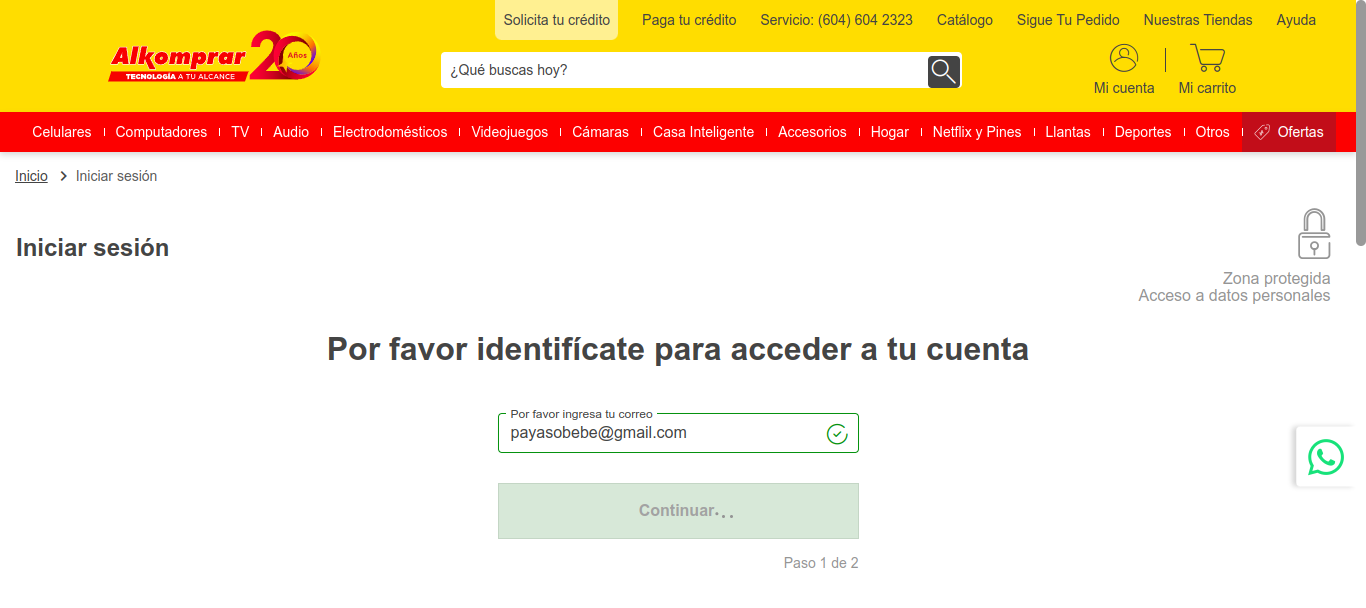 Solicita tu crédito Paga tu crédito Servicio: (604) 604 2323 Catálogo Sigue Tu Pedido Nuestras Tiendas Ayuda
Alkomprar 20 Años
TECNOLOGÍA A TU ALCANCE
¿Qué buscas hoy?
Mi cuenta Mi carrito
Celulares Computadores TV Audio Electrodomésticos Videojuegos Cámaras Casa Inteligente Accesorios Hogar Netflix y Pines Llantas Deportes Otros Ofertas
Inicio Iniciar sesión
Iniciar sesión
Zona protegida
Acceso a datos personales
Por favor identifícate para acceder a tu cuenta
Por favor ingresa tu correo
payasobebe@gmail.com
Continuar...
Paso 1 de 2